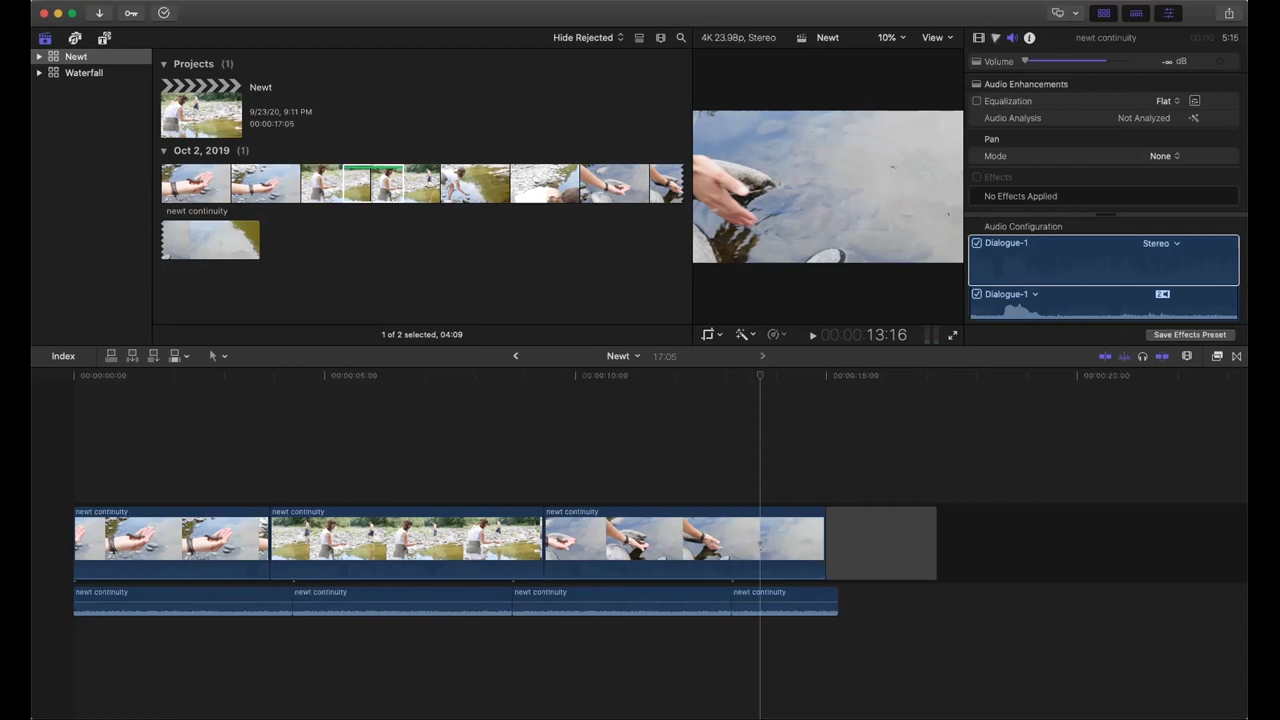 Hide Rejected
4K 23.98p, Stereo
Newt
10%
View
newt continuity
00:00
5:15
Newt
Waterfall
Projects (1)
Newt
9/23/20, 9:11 PM
00:00:17:05
Oct 2, 2019 (1)
newt continuity
1 of 2 selected, 04:09
00:00:13:16
Volume
-∞ dB
Audio Enhancements
Equalization
Flat
Audio Analysis
Not Analyzed
Pan
Mode
None
Effects
No Effects Applied
Audio Configuration
Dialogue-1
Stereo
Dialogue-1
2
Save Effects Preset
Index
Newt
17:05
00:00:00:00
00:00:05:00
00:00:10:00
00:00:15:00
00:00:20:00
newt continuity
newt continuity
newt continuity
newt continuity
newt continuity
newt continuity
newt continuity